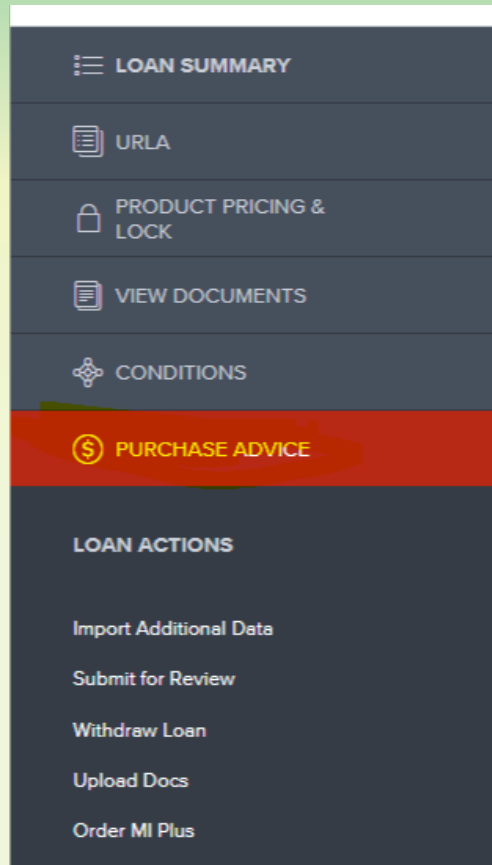 LOAN SUMMARY
URLA
PRODUCT PRICING &
LOCK
VIEW DOCUMENTS
CONDITIONS
PURCHASE ADVICE
LOAN ACTIONS
Import Additional Data
Submit for Review
Withdraw Loan
Upload Docs
Order MI Plus